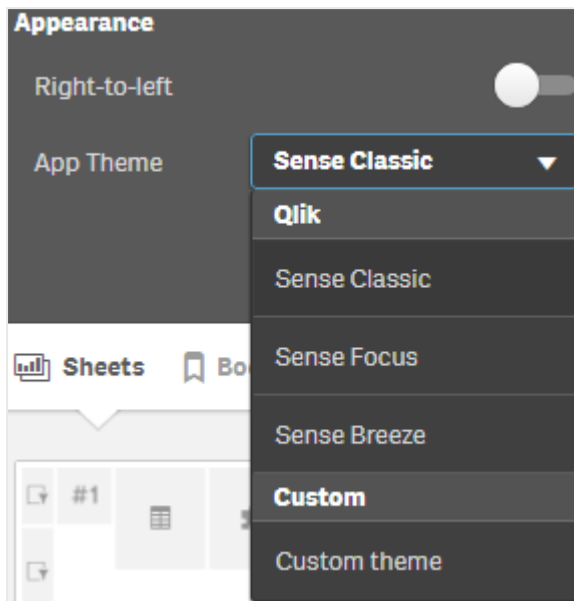 Appearance
Right-to-left
App Theme
Sense Classic
Qlik
Sense Classic
Sense Focus
Sense Breeze
Custom
Custom theme
Sheets
#1